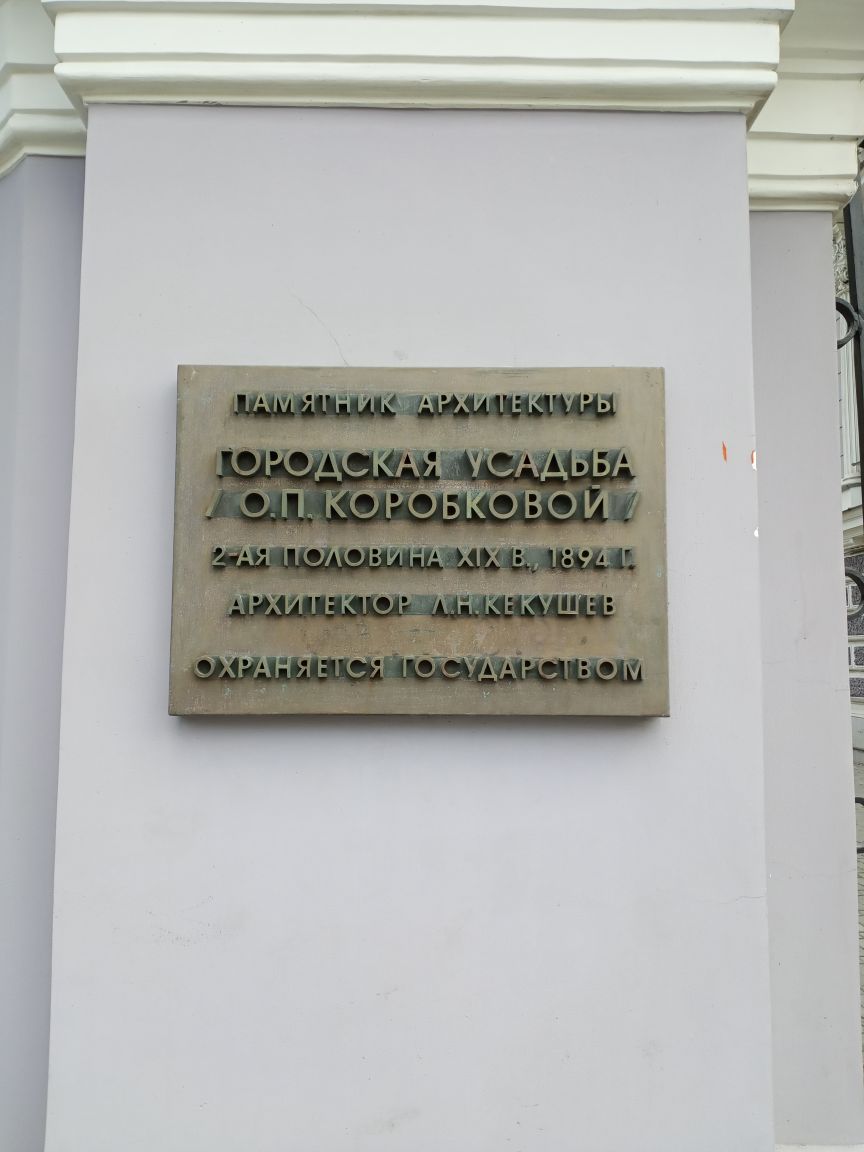 ПАМЯТНИК АРХИТЕКТУРЫ
ГОРОДСКАЯ УСАДЬБА
/ О.П. КОРОБКОВОЙ /
2-АЯ ПОЛОВИНА XIX В., 1894 Г.
АРХИТЕКТОР Л.Н. КЕКУШЕВ
ОХРАНЯЕТСЯ ГОСУДАРСТВОМ